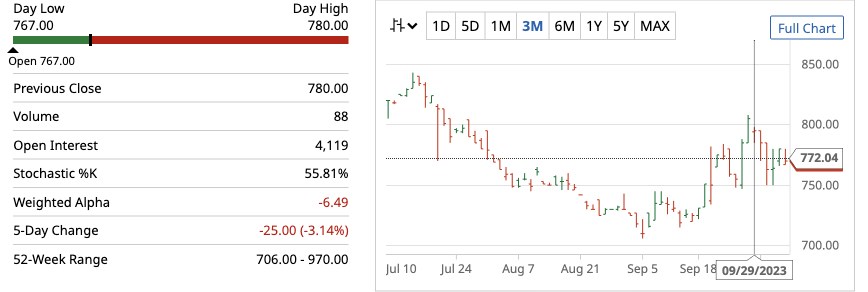 Day Low Day High
767.00 780.00
Open 767.00
Previous Close 780.00
Volume 88
Open Interest 4,119
Stochastic %K 55.81%
Weighted Alpha -6.49
5-Day Change -25.00 (-3.14%)
52-Week Range 706.00 - 970.00
1D 5D 1M 3M 6M 1Y 5Y MAX Full Chart
850.00
800.00
772.04
750.00
700.00
Jul 10 Jul 24 Aug 7 Aug 21 Sep 5 Sep 18 09/29/2023